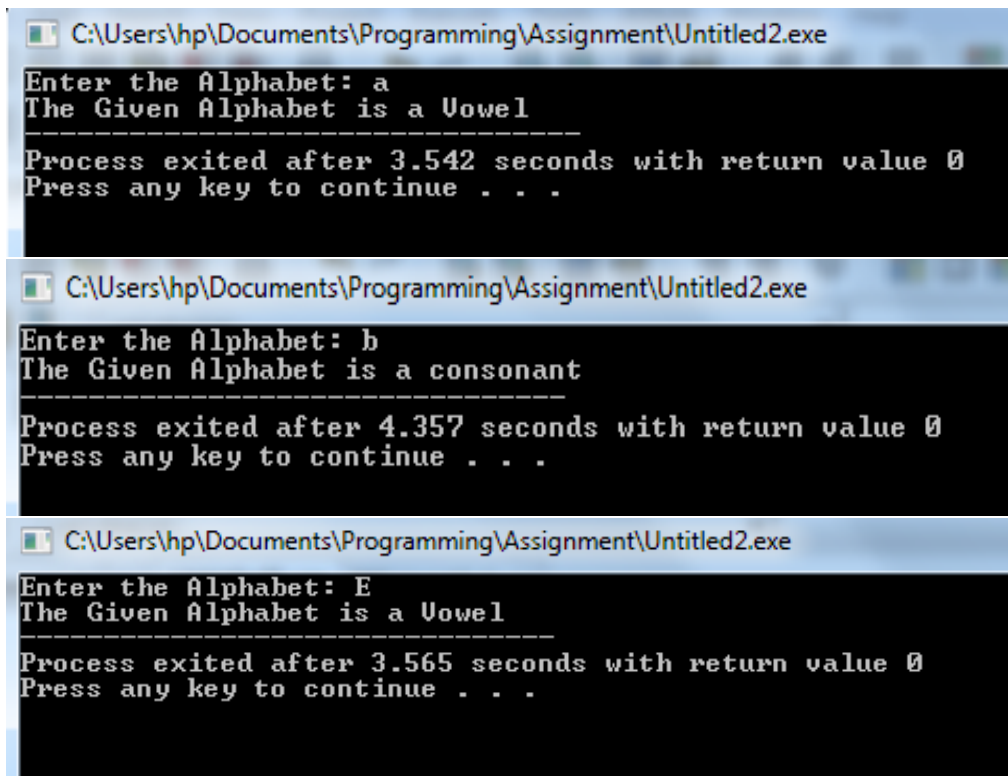 C:\Users\hp\Documents\Programming\Assignment\Untitled2.exe
Enter the Alphabet: a
The Given Alphabet is a Vowel
--------------------------------
Process exited after 3.542 seconds with return value 0
Press any key to continue . . .
C:\Users\hp\Documents\Programming\Assignment\Untitled2.exe
Enter the Alphabet: b
The Given Alphabet is a consonant
--------------------------------
Process exited after 4.357 seconds with return value 0
Press any key to continue . . .
C:\Users\hp\Documents\Programming\Assignment\Untitled2.exe
Enter the Alphabet: E
The Given Alphabet is a Vowel
--------------------------------
Process exited after 3.565 seconds with return value 0
Press any key to continue . . .